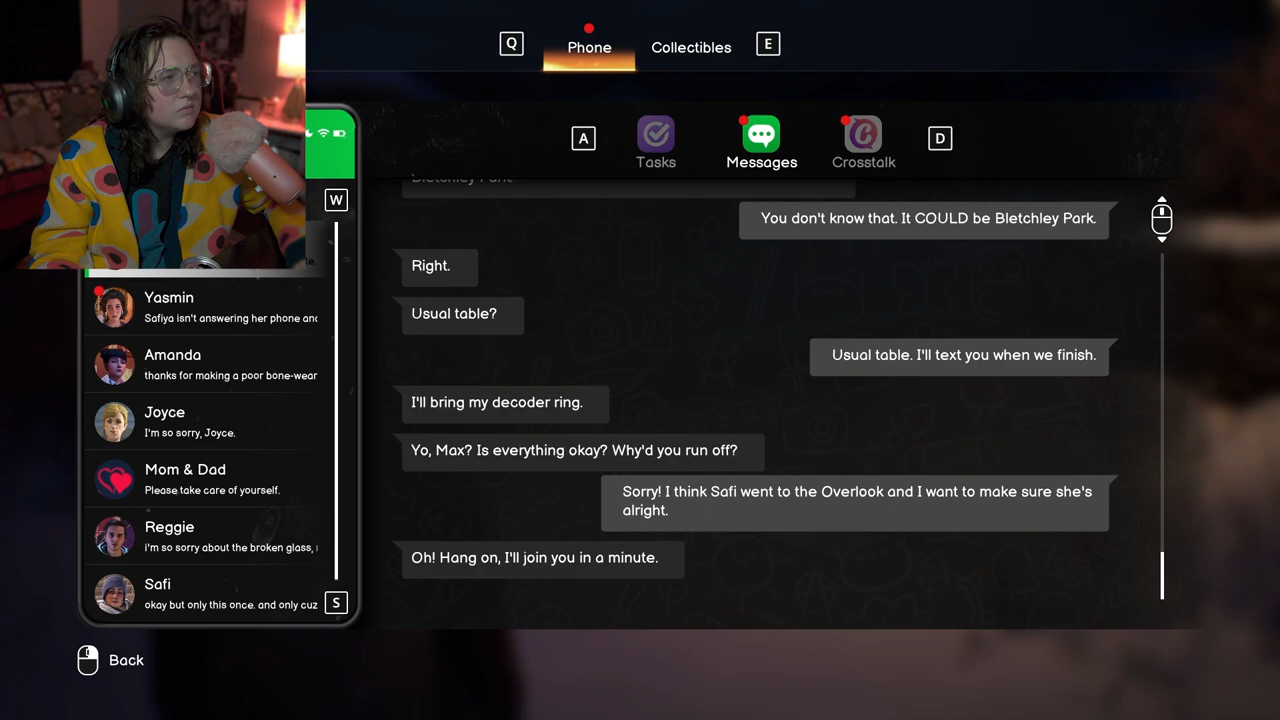 Q
Phone
Collectibles
E
A
Tasks
Messages
Crosstalk
D
W
Bletchley Park.
You don't know that. It COULD be Bletchley Park.
Right.
Usual table?
Usual table. I'll text you when we finish.
I'll bring my decoder ring.
Yo, Max? Is everything okay? Why'd you run off?
Sorry! I think Safi went to the Overlook and I want to make sure she's
alright.
Oh! Hang on, I'll join you in a minute.
Yasmin
Safiya isn't answering her phone and
Amanda
thanks for making a poor bone-wear
Joyce
I'm so sorry, Joyce.
Mom & Dad
Please take care of yourself.
Reggie
i'm so sorry about the broken glass,
Safi
okay but only this once. and only cuz
S
Back